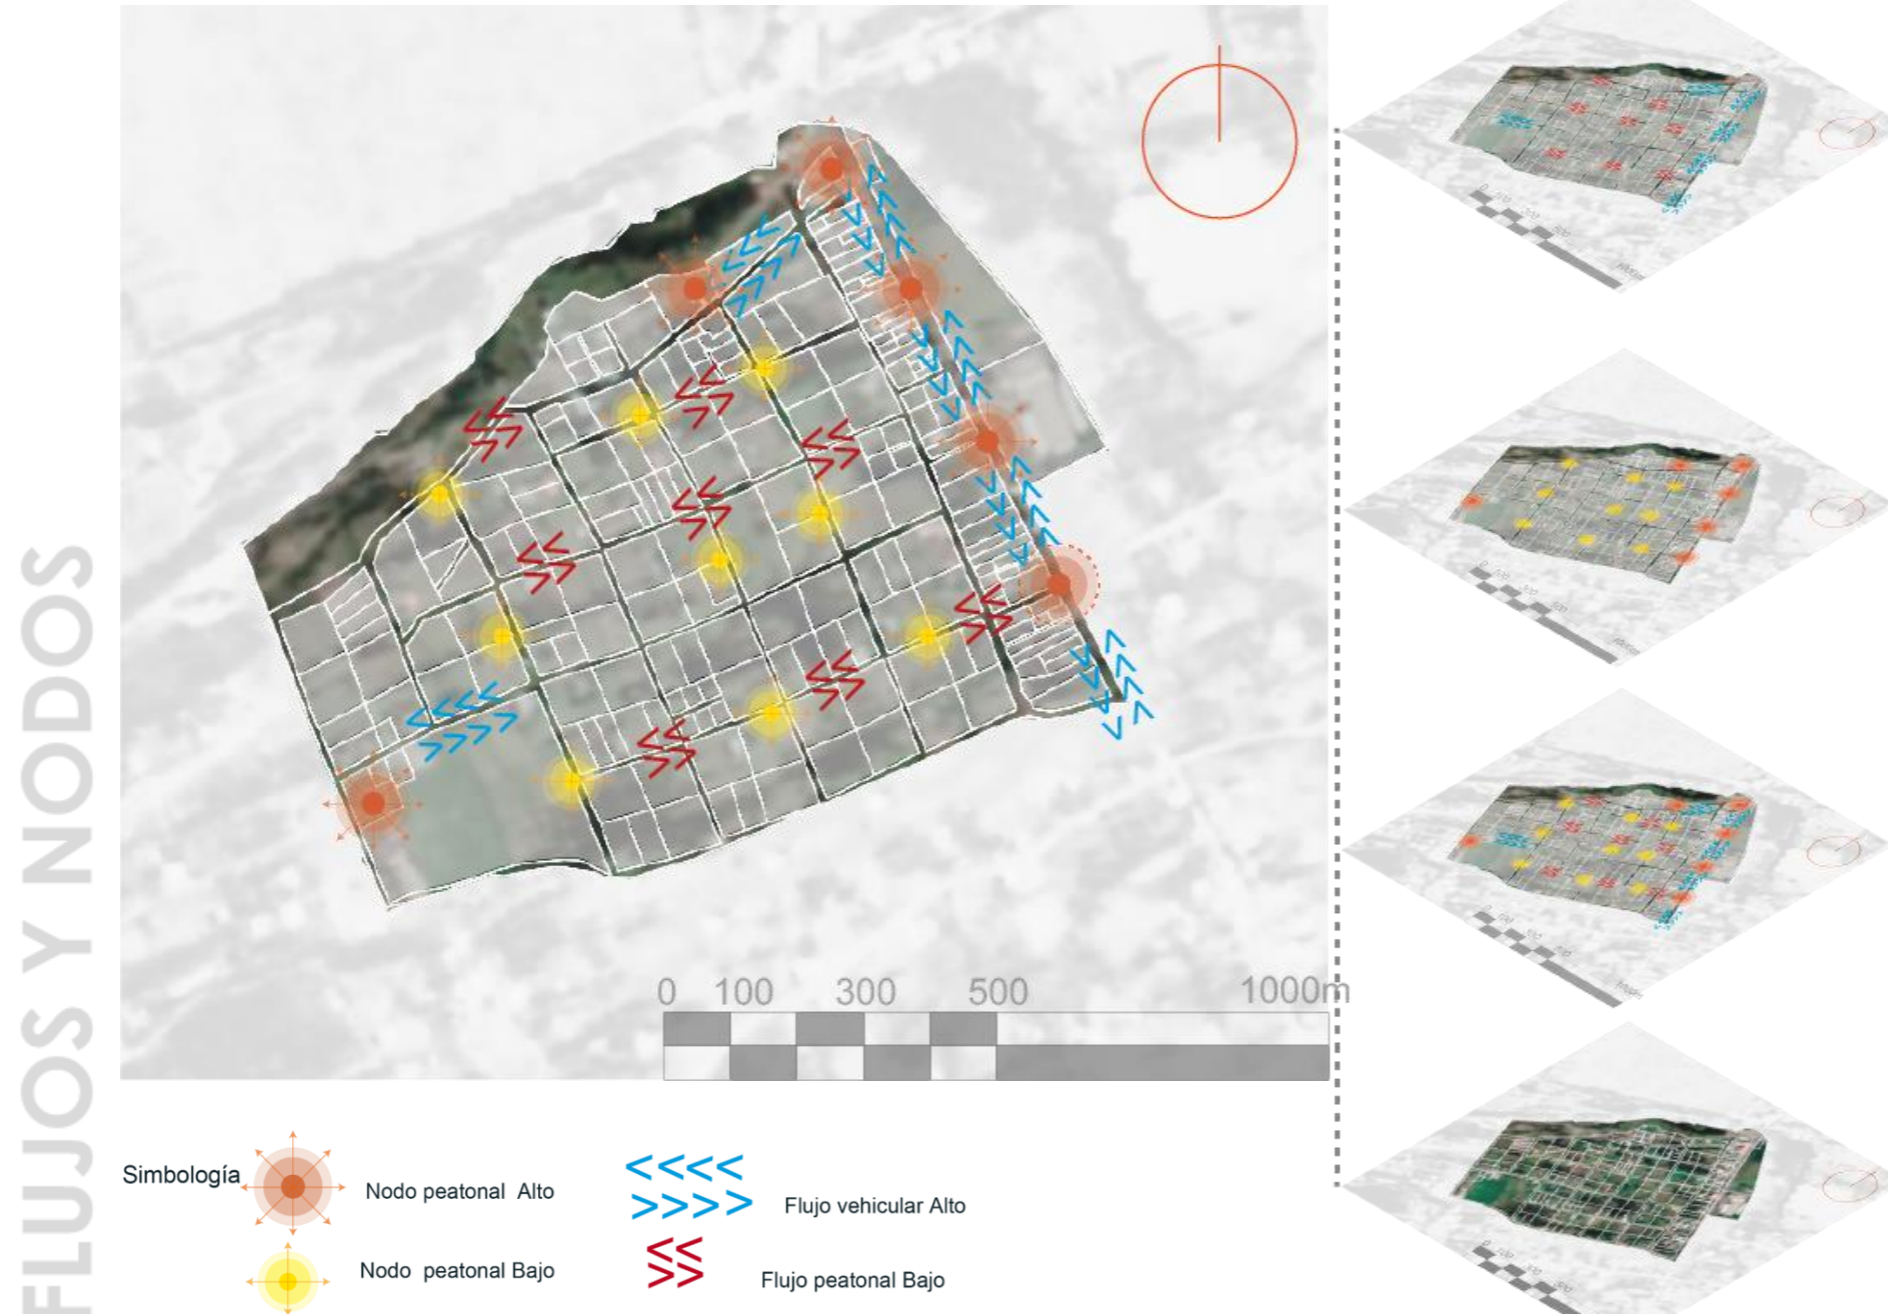 FLUJOS Y NODOS
0 100 300 500 1000m
Simbología
Nodo peatonal Alto
Flujo vehicular Alto
Nodo peatonal Bajo
Flujo peatonal Bajo